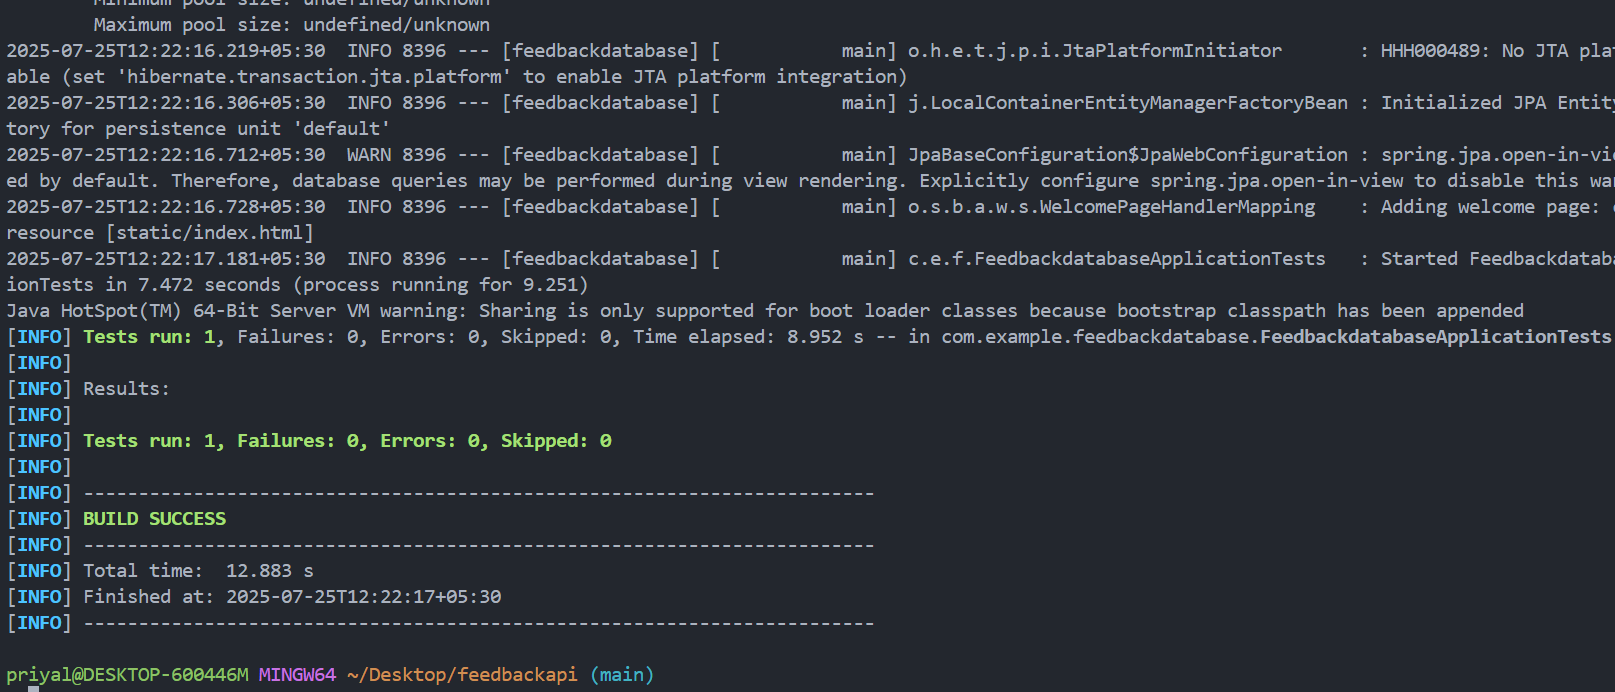 Minimum pool size: undefined/unknown
Maximum pool size: undefined/unknown
2025-07-25T12:22:16.219+05:30  INFO 8396 --- [feedbackdatabase] [           main] o.h.e.t.j.p.i.JtaPlatformInitiator       : HHH000489: No JTA plat
able (set 'hibernate.transaction.jta.platform' to enable JTA platform integration)
2025-07-25T12:22:16.306+05:30  INFO 8396 --- [feedbackdatabase] [           main] j.LocalContainerEntityManagerFactoryBean : Initialized JPA Entity
tory for persistence unit 'default'
2025-07-25T12:22:16.712+05:30  WARN 8396 --- [feedbackdatabase] [           main] JpaBaseConfiguration$JpaWebConfiguration : spring.jpa.open-in-vie
ed by default. Therefore, database queries may be performed during view rendering. Explicitly configure spring.jpa.open-in-view to disable this war
2025-07-25T12:22:16.728+05:30  INFO 8396 --- [feedbackdatabase] [           main] o.s.b.a.w.s.WelcomePageHandlerMapping    : Adding welcome page:
resource [static/index.html]
2025-07-25T12:22:17.181+05:30  INFO 8396 --- [feedbackdatabase] [           main] c.e.f.FeedbackdatabaseApplicationTests   : Started Feedbackdataba
ionTests in 7.472 seconds (process running for 9.251)
Java HotSpot(TM) 64-Bit Server VM warning: Sharing is only supported for boot loader classes because bootstrap classpath has been appended
[INFO] Tests run: 1, Failures: 0, Errors: 0, Skipped: 0, Time elapsed: 8.952 s -- in com.example.feedbackdatabase.FeedbackdatabaseApplicationTests
[INFO]
[INFO] Results:
[INFO]
[INFO] Tests run: 1, Failures: 0, Errors: 0, Skipped: 0
[INFO]
[INFO] ------------------------------------------------------------------------
[INFO] BUILD SUCCESS
[INFO] ------------------------------------------------------------------------
[INFO] Total time:  12.883 s
[INFO] Finished at: 2025-07-25T12:22:17+05:30
[INFO] ------------------------------------------------------------------------
priyal@DESKTOP-600446M MINGW64 ~/Desktop/feedbackapi (main)